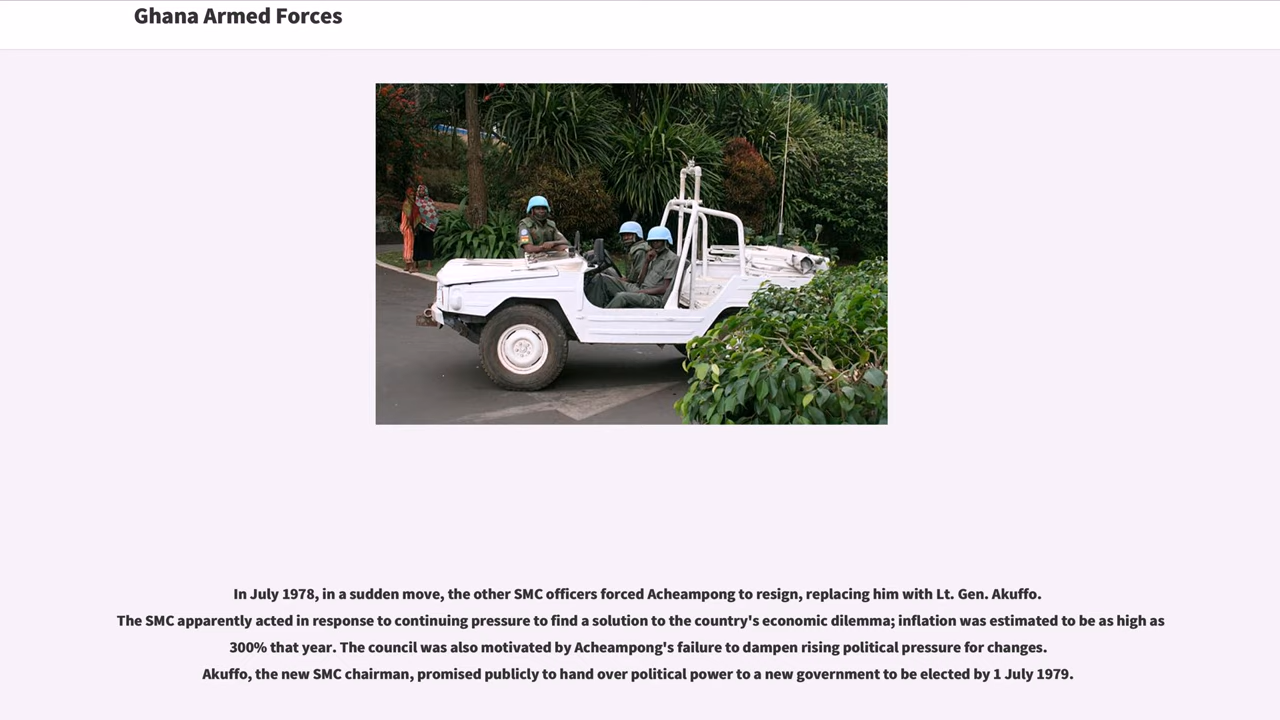 Ghana Armed Forces
In July 1978, in a sudden move, the other SMC officers forced Acheampong to resign, replacing him with Lt. Gen. Akuffo.
The SMC apparently acted in response to continuing pressure to find a solution to the country's economic dilemma; inflation was estimated to be as high as
300% that year. The council was also motivated by Acheampong's failure to dampen rising political pressure for changes.
Akuffo, the new SMC chairman, promised publicly to hand over political power to a new government to be elected by 1 July 1979.